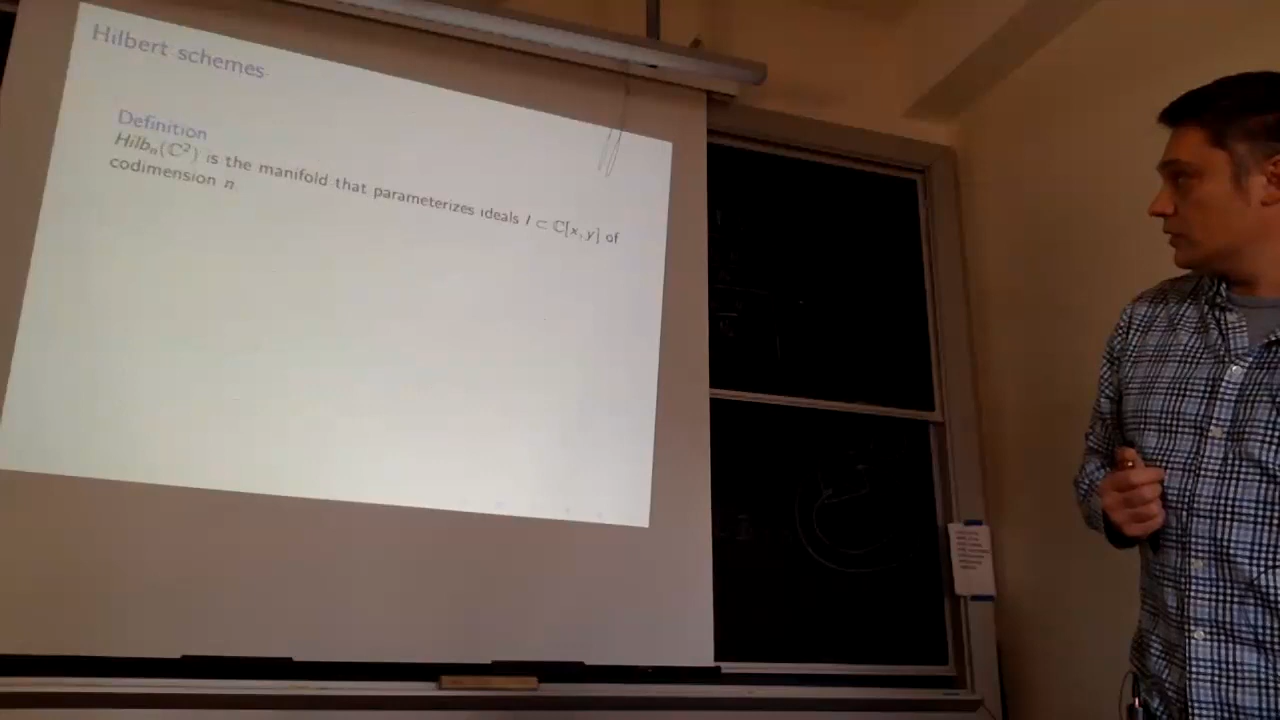 Hilbert schemes
Definition
Hilbₙ(ℂ²) is the manifold that parameterizes ideals I ⊂ ℂ[x, y] of
codimension n